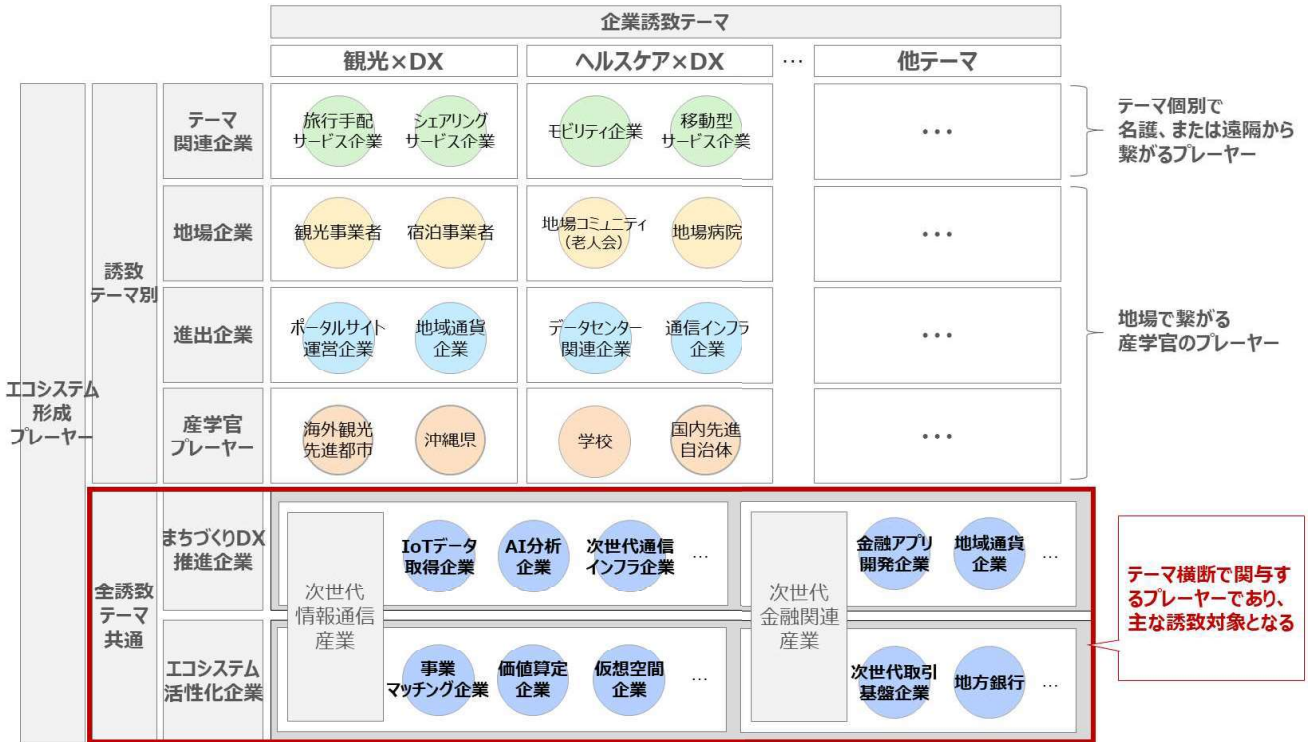 企業誘致テーマ
観光×DX
ヘルスケア×DX
…
他テーマ
エコシステム
形成
プレーヤー
誘致
テーマ別
テーマ
関連企業
旅行手配
サービス企業
シェアリング
サービス企業
モビリティ企業
移動型
サービス企業
…
テーマ個別で
名護、または遠隔から
繋がるプレーヤー
地場企業
観光事業者
宿泊事業者
地場コミュニティ
(老人会)
地場病院
…
進出企業
ポータルサイト
運営企業
地域通貨
企業
データセンター
関連企業
通信インフラ
企業
…
地場で繋がる
産学官のプレーヤー
産学官
プレーヤー
海外観光
先進都市
沖縄県
学校
国内先進
自治体
…
全誘致
テーマ
共通
まちづくりDX
推進企業
次世代
情報通信
産業
IoTデータ
取得企業
AI分析
企業
次世代通信
インフラ企業
…
次世代
金融関連
産業
金融アプリ
開発企業
地域通貨
企業
…
エコシステム
活性化企業
事業
マッチング企業
価値算定
企業
仮想空間
企業
…
次世代取引
基盤企業
地方銀行
…
テーマ横断で関与す
るプレーヤーであり、
主な誘致対象となる